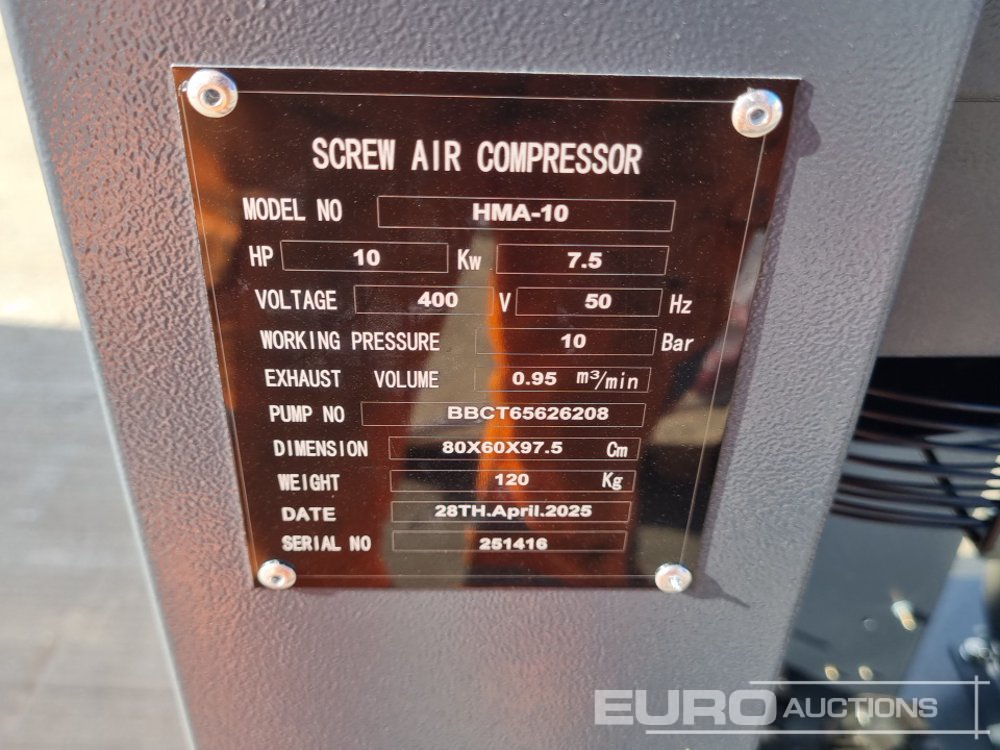 SCREW AIR COMPRESSOR
MODEL NO HMA-10
HP 10 Kw 7.5
VOLTAGE 400 V 50 Hz
WORKING PRESSURE 10 Bar
EXHAUST VOLUME 0.95 m³/min
PUMP NO BBCT65626208
DIMENSION 80X60X97.5 Cm
WEIGHT 120 Kg
DATE 28TH.April.2025
SERIAL NO 251416
EURO AUCTIONS